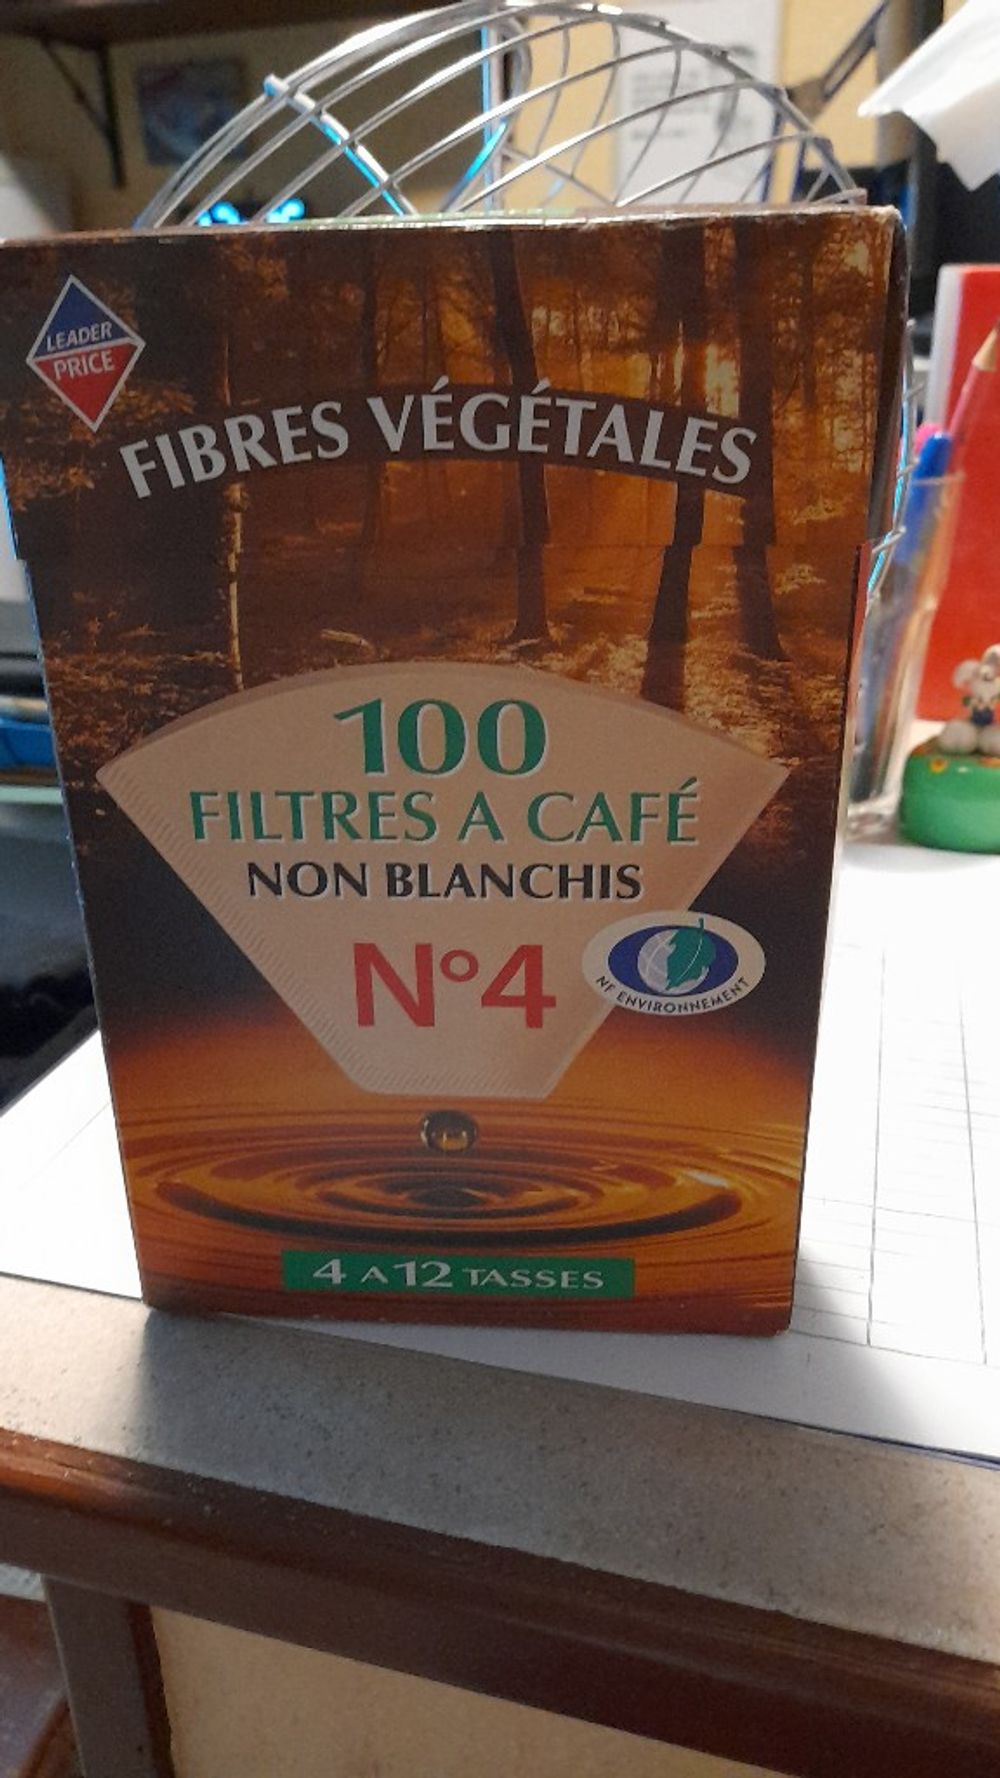 LEADER
PRICE
FIBRES VÉGÉTALES
100
FILTRES A CAFÉ
NON BLANCHIS
N°4
NF ENVIRONNEMENT
4 A 12 TASSES